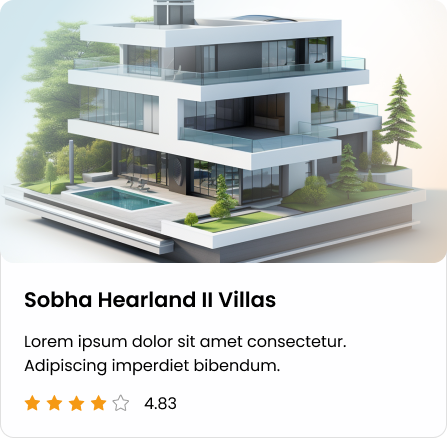 Sobha Hearland II Villas
Lorem ipsum dolor sit amet consectetur.
Adipiscing imperdiet bibendum.
4.83